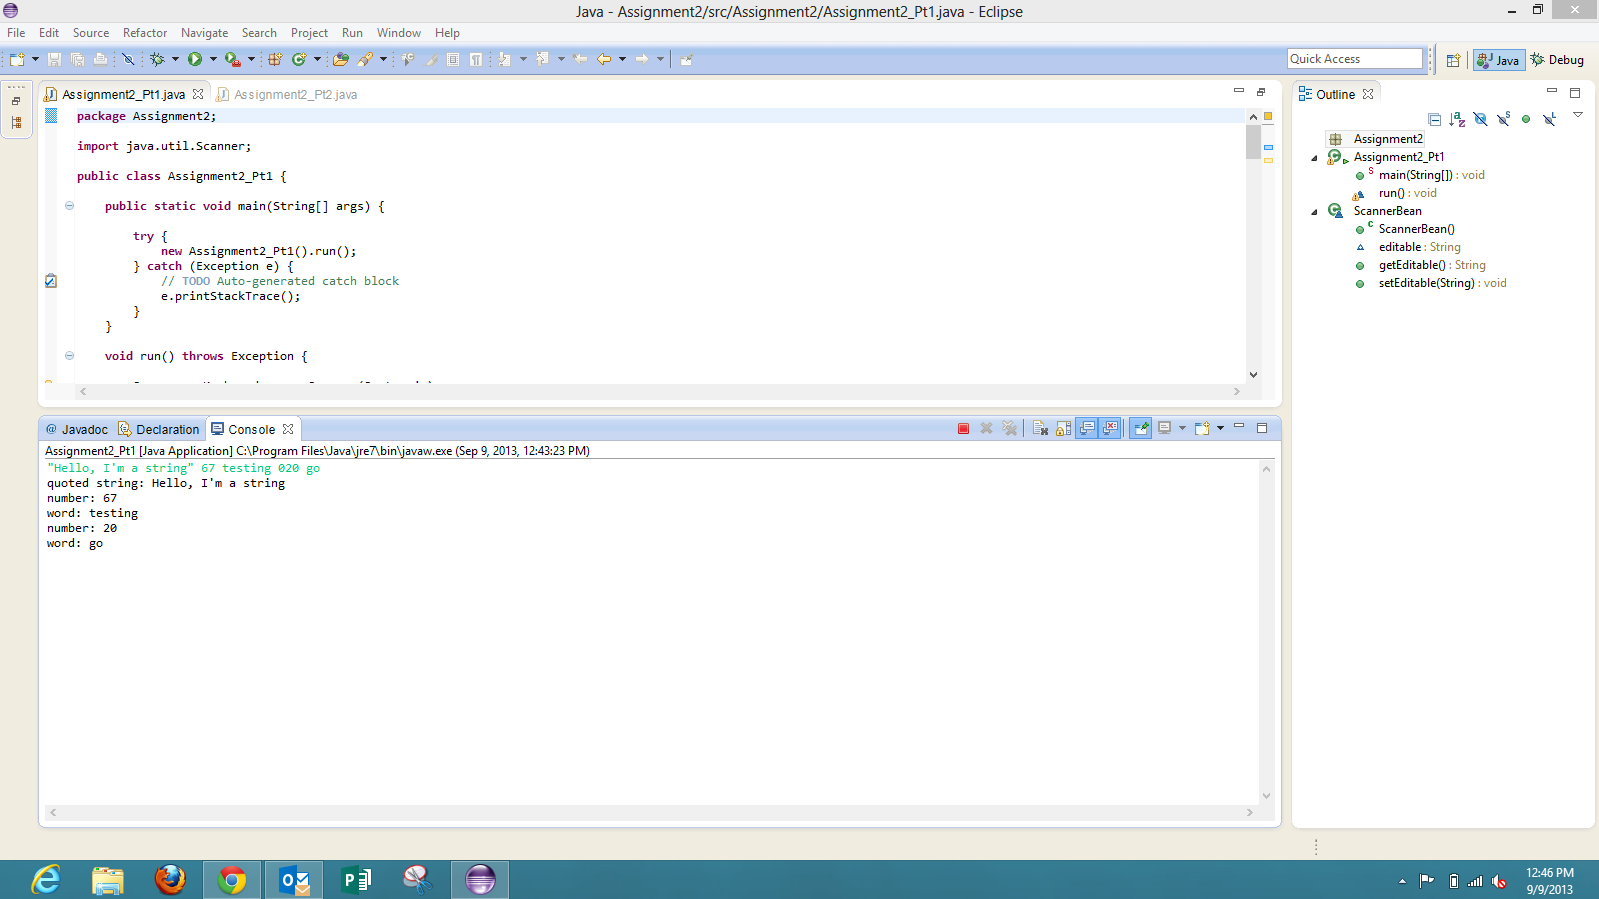 Java - Assignment2/src/Assignment2/Assignment2_Pt1.java - Eclipse
File Edit Source Refactor Navigate Search Project Run Window Help
Quick Access
Java
Debug
Assignment2_Pt1.java
Assignment2_Pt2.java
package Assignment2;
import java.util.Scanner;
public class Assignment2_Pt1 {
public static void main(String[] args) {
try {
new Assignment2_Pt1().run();
} catch (Exception e) {
// TODO Auto-generated catch block
e.printStackTrace();
}
}
void run() throws Exception {
Outline
Assignment2
Assignment2_Pt1
main(String[]) : void
run() : void
ScannerBean
ScannerBean()
editable : String
getEditable() : String
setEditable(String) : void
@ Javadoc
Declaration
Console
Assignment2_Pt1 [Java Application] C:\Program Files\Java\jre7\bin\javaw.exe (Sep 9, 2013, 12:43:23 PM)
"Hello, I'm a string" 67 testing 020 go
quoted string: Hello, I'm a string
number: 67
word: testing
number: 20
word: go
12:46 PM
9/9/2013